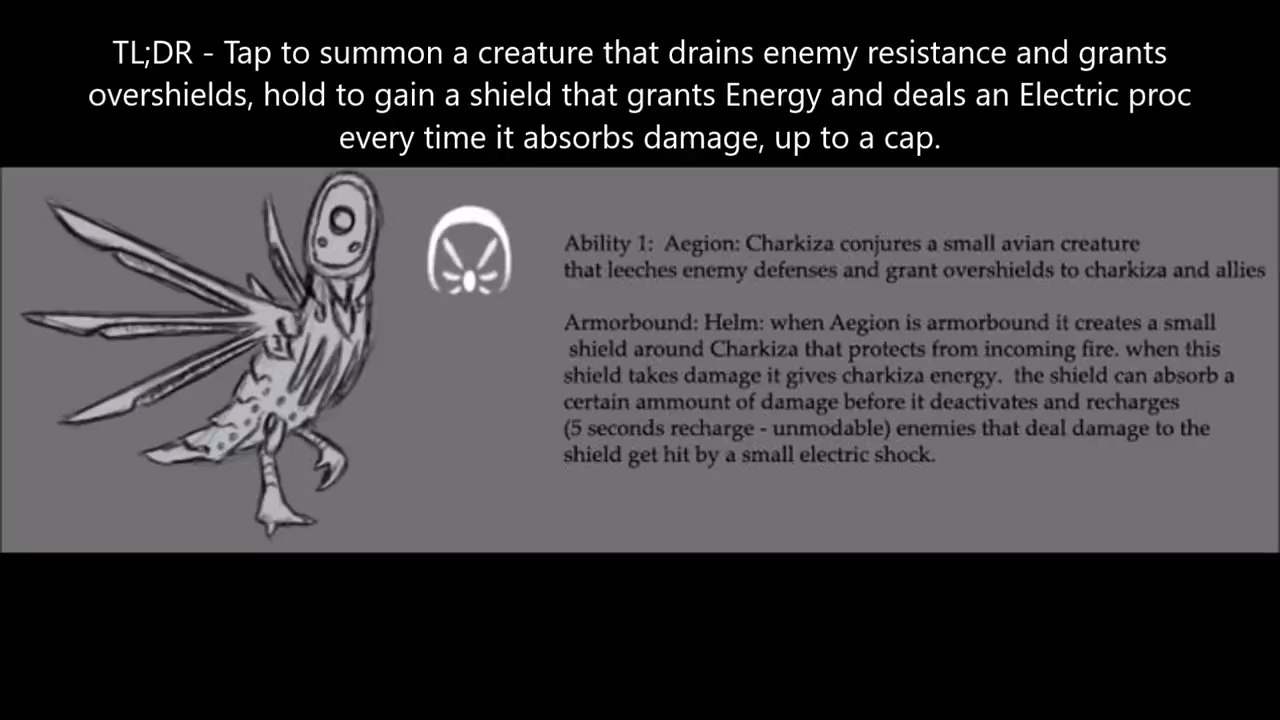 TL;DR - Tap to summon a creature that drains enemy resistance and grants
overshields, hold to gain a shield that grants Energy and deals an Electric proc
every time it absorbs damage, up to a cap.
Ability 1: Aegion: Charkiza conjures a small avian creature
that leeches enemy defenses and grant overshields to charkiza and allies
Armorbound: Helm: when Aegion is armorbound it creates a small
shield around Charkiza that protects from incoming fire. when this
shield takes damage it gives charkiza energy. the shield can absorb a
certain ammount of damage before it deactivates and recharges
(5 seconds recharge - unmodable) enemies that deal damage to the
shield get hit by a small electric shock.